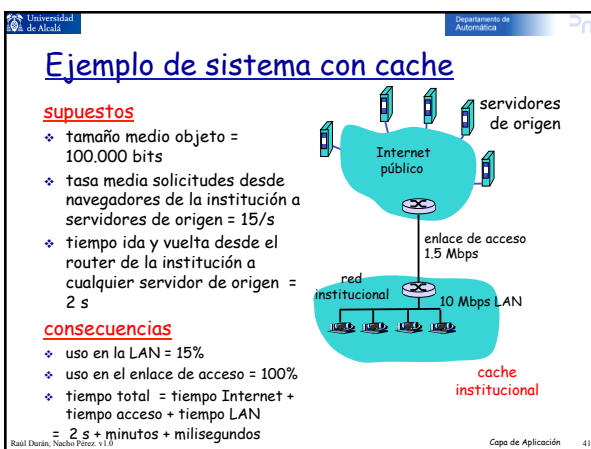 Universidad
de Alcalá
Departamento de
Automática
Ejemplo de sistema con cache
supuestos
tamaño medio objeto =
100.000 bits
tasa media solicitudes desde
navegadores de la institución a
servidores de origen = 15/s
tiempo ida y vuelta desde el
router de la institución a
cualquier servidor de origen =
2 s
consecuencias
uso en la LAN = 15%
uso en el enlace de acceso = 100%
tiempo total = tiempo Internet +
tiempo acceso + tiempo LAN
= 2 s + minutos + milisegundos
servidores
de origen
Internet
público
enlace de acceso
1.5 Mbps
red
institucional
10 Mbps LAN
cache
institucional
Raúl Durán, Nacho Pérez. v1.0
Capa de Aplicación 41